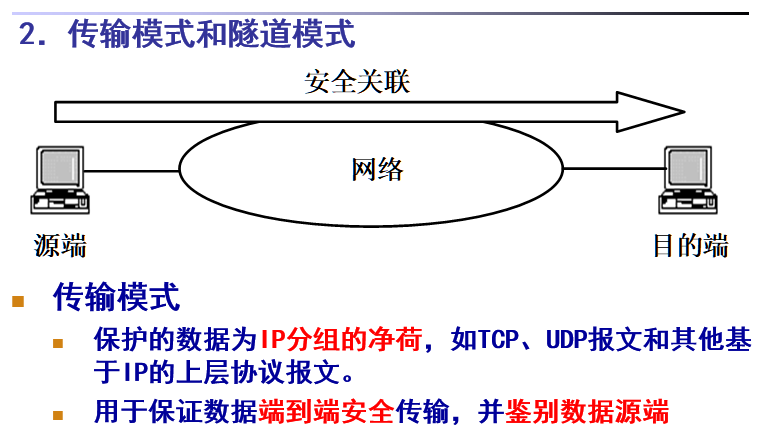 2．传输模式和隧道模式
安全关联
网络
源端
目的端
传输模式
保护的数据为IP分组的净荷，如TCP、UDP报文和其他基
于IP的上层协议报文。
用于保证数据端到端安全传输，并鉴别数据源端